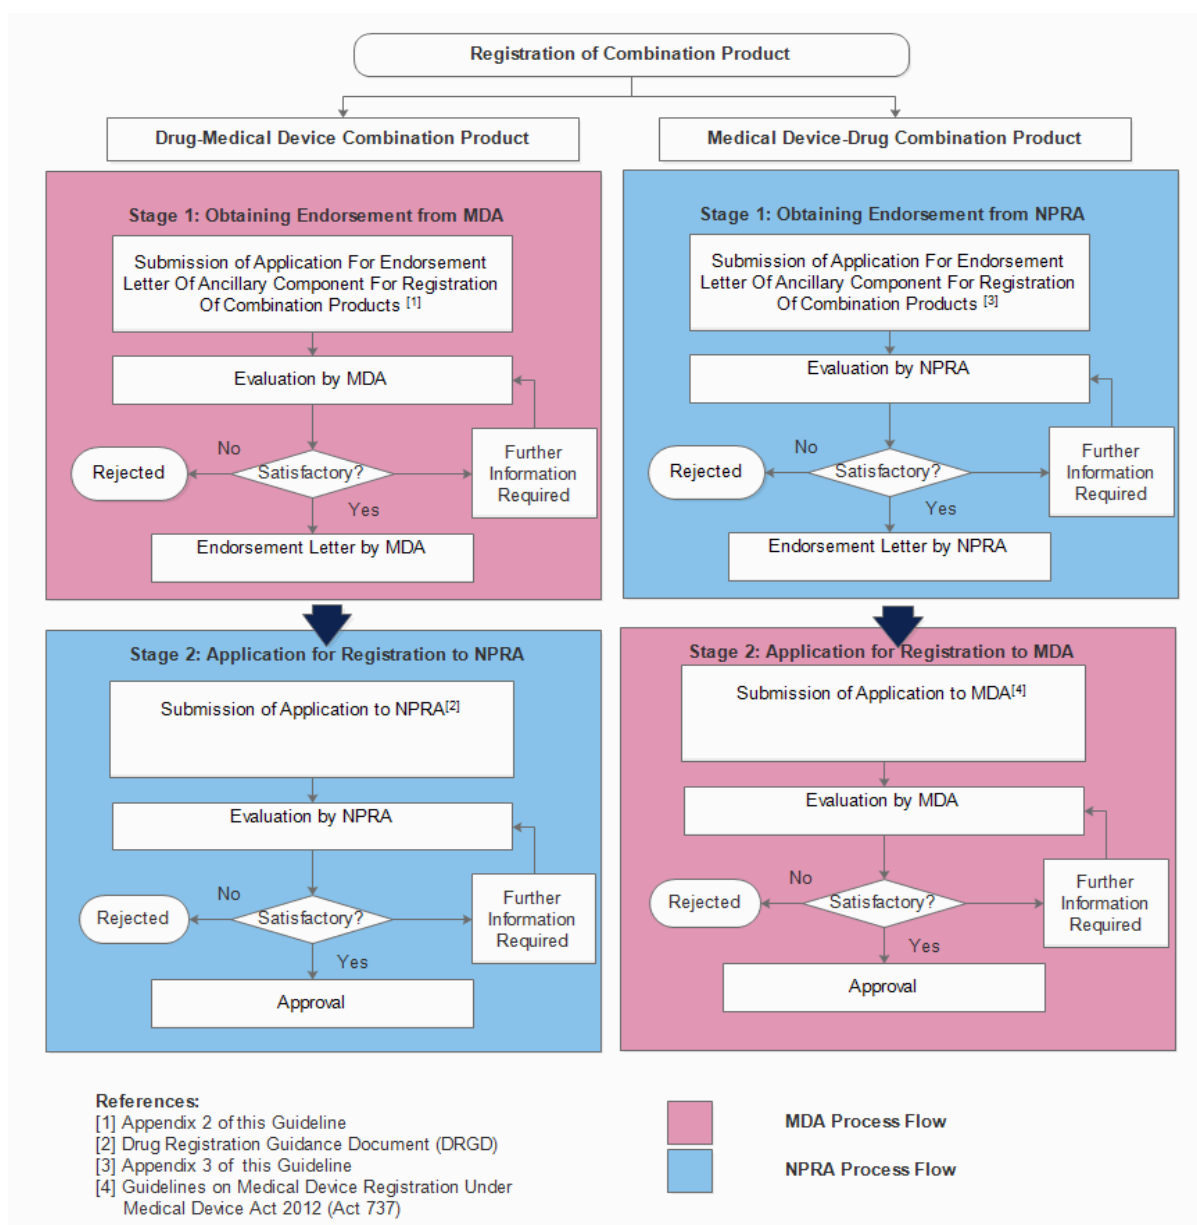 Registration of Combination Product
Drug-Medical Device Combination Product
Medical Device-Drug Combination Product
Stage 1: Obtaining Endorsement from MDA
Submission of Application For Endorsement
Letter Of Ancillary Component For Registration
Of Combination Products [1]
Evaluation by MDA
No
Rejected
Satisfactory?
Further
Information
Required
Yes
Endorsement Letter by MDA
Stage 1: Obtaining Endorsement from NPRA
Submission of Application For Endorsement
Letter Of Ancillary Component For Registration
Of Combination Products [3]
Evaluation by NPRA
No
Rejected
Satisfactory?
Further
Information
Required
Yes
Endorsement Letter by NPRA
Stage 2: Application for Registration to NPRA
Submission of Application to NPRA[2]
Evaluation by NPRA
No
Rejected
Satisfactory?
Further
Information
Required
Yes
Approval
Stage 2: Application for Registration to MDA
Submission of Application to MDA[4]
Evaluation by MDA
No
Rejected
Satisfactory?
Further
Information
Required
Yes
Approval
References:
[1] Appendix 2 of this Guideline
[2] Drug Registration Guidance Document (DRGD)
[3] Appendix 3 of this Guideline
[4] Guidelines on Medical Device Registration Under
Medical Device Act 2012 (Act 737)
MDA Process Flow
NPRA Process Flow